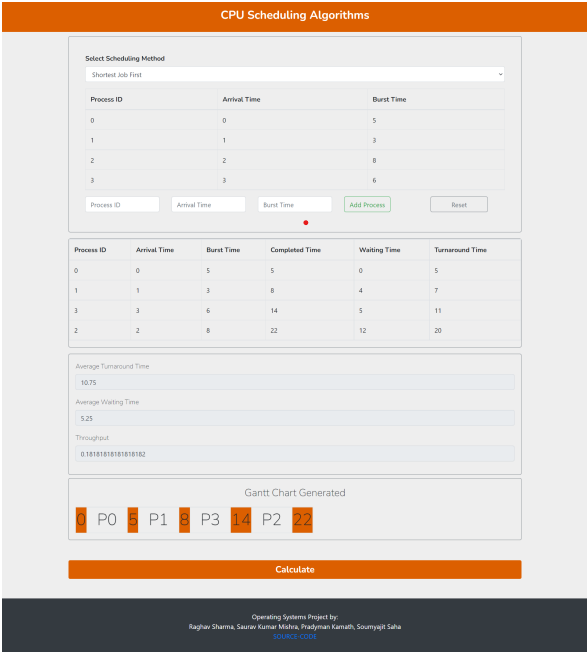 CPU Scheduling Algorithms
Select Scheduling Method
Shortest Job First
Process ID Arrival Time Burst Time
0 0 5
1 1 3
2 2 8
3 3 6
Process ID Arrival Time Burst Time Add Process Reset
Process ID Arrival Time Burst Time Completed Time Waiting Time Turnaround Time
0 0 5 5 0 5
1 1 3 8 4 7
3 3 6 14 5 11
2 2 8 22 12 20
Average Turnaround Time
10.75
Average Waiting Time
5.25
Throughput
0.18181818181818182
Gantt Chart Generated
0 P0 5 P1 8 P3 14 P2 22
Calculate
Operating Systems Project by:
Raghav Sharma, Saurav Kumar Mishra, Pradyman Kamath, Soumyajit Saha
SOURCE-CODE